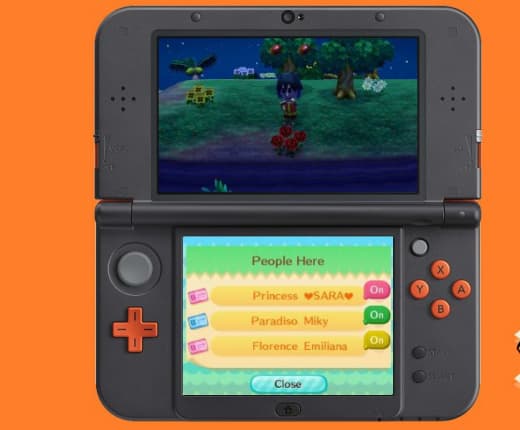 People Here
Princess ♥SARA♥ On
Paradiso Miky On
Florence Emiliana On
Close
X
Y A
B